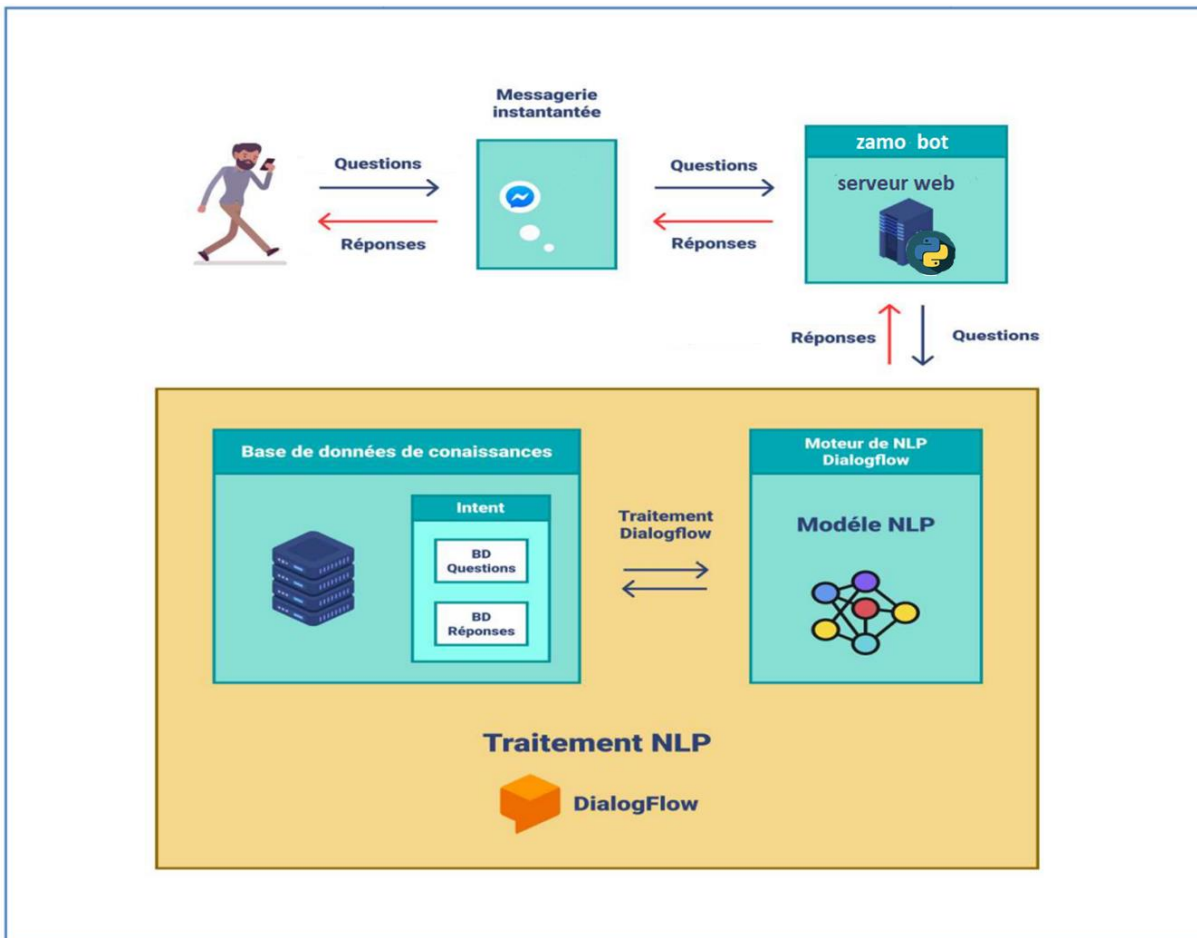 Messagerie
instantantée
Questions
Réponses
Questions
Réponses
zamo bot
serveur web
Réponses
Questions
Base de données de conaissances
Intent
BD
Questions
BD
Réponses
Traitement
Dialogflow
Moteur de NLP
Dialogflow
Modéle NLP
Traitement NLP
DialogFlow